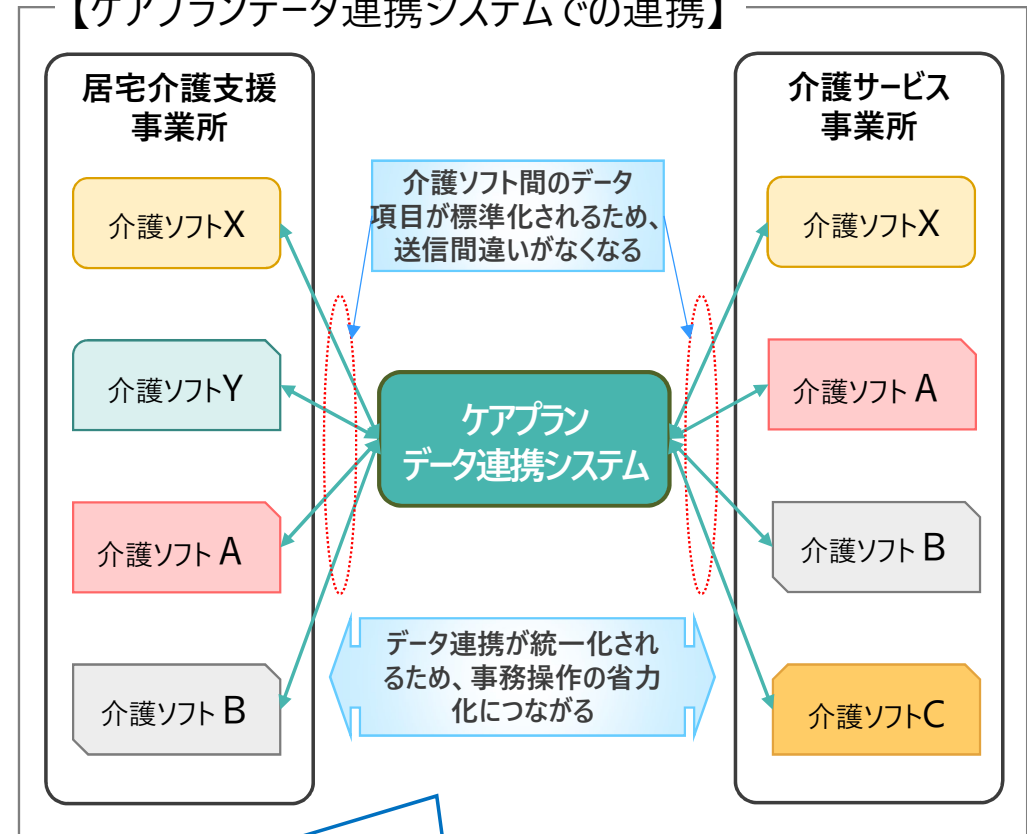 【ケアプランデータ連携システムでの連携】
居宅介護支援
事業所
介護ソフトX
介護ソフトY
介護ソフト A
介護ソフト B
介護ソフト間のデータ
項目が標準化されるため、
送信間違いがなくなる
ケアプラン
データ連携システム
データ連携が統一化され
るため、事務操作の省力
化につながる
介護サービス
事業所
介護ソフトX
介護ソフト A
介護ソフト B
介護ソフトC